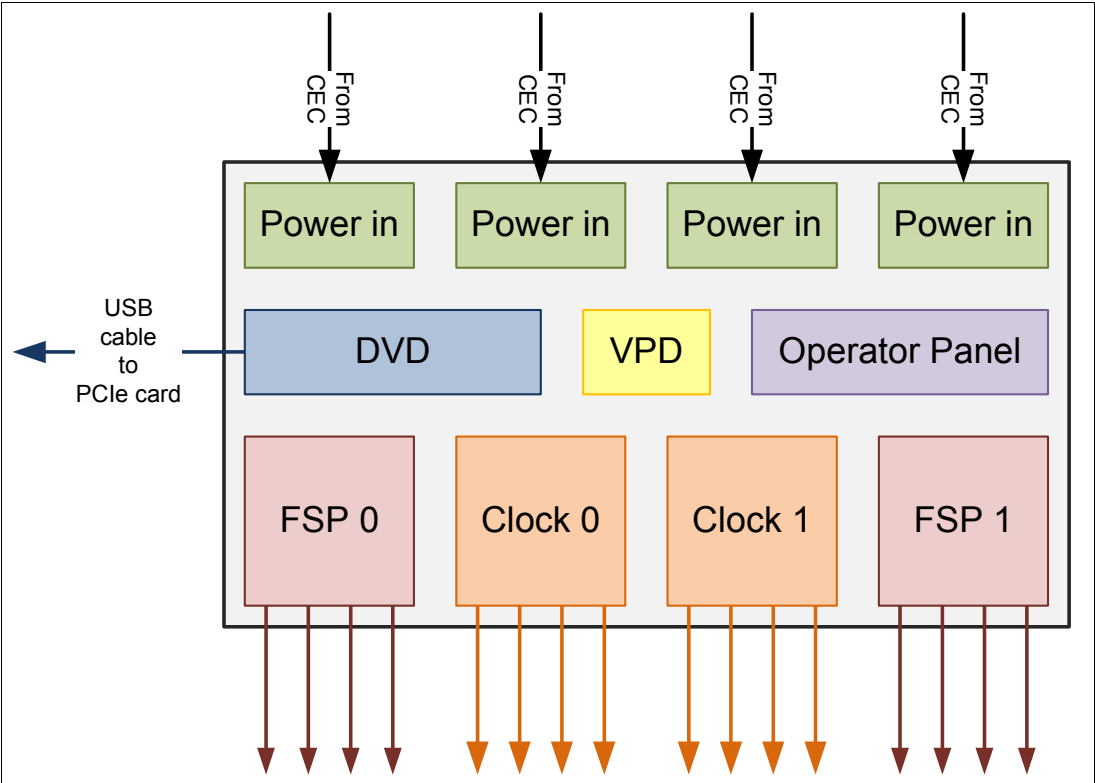 From
CEC
From
CEC
From
CEC
From
CEC
Power in
Power in
Power in
Power in
USB
cable
to
PCIe card
DVD
VPD
Operator Panel
FSP 0
Clock 0
Clock 1
FSP 1